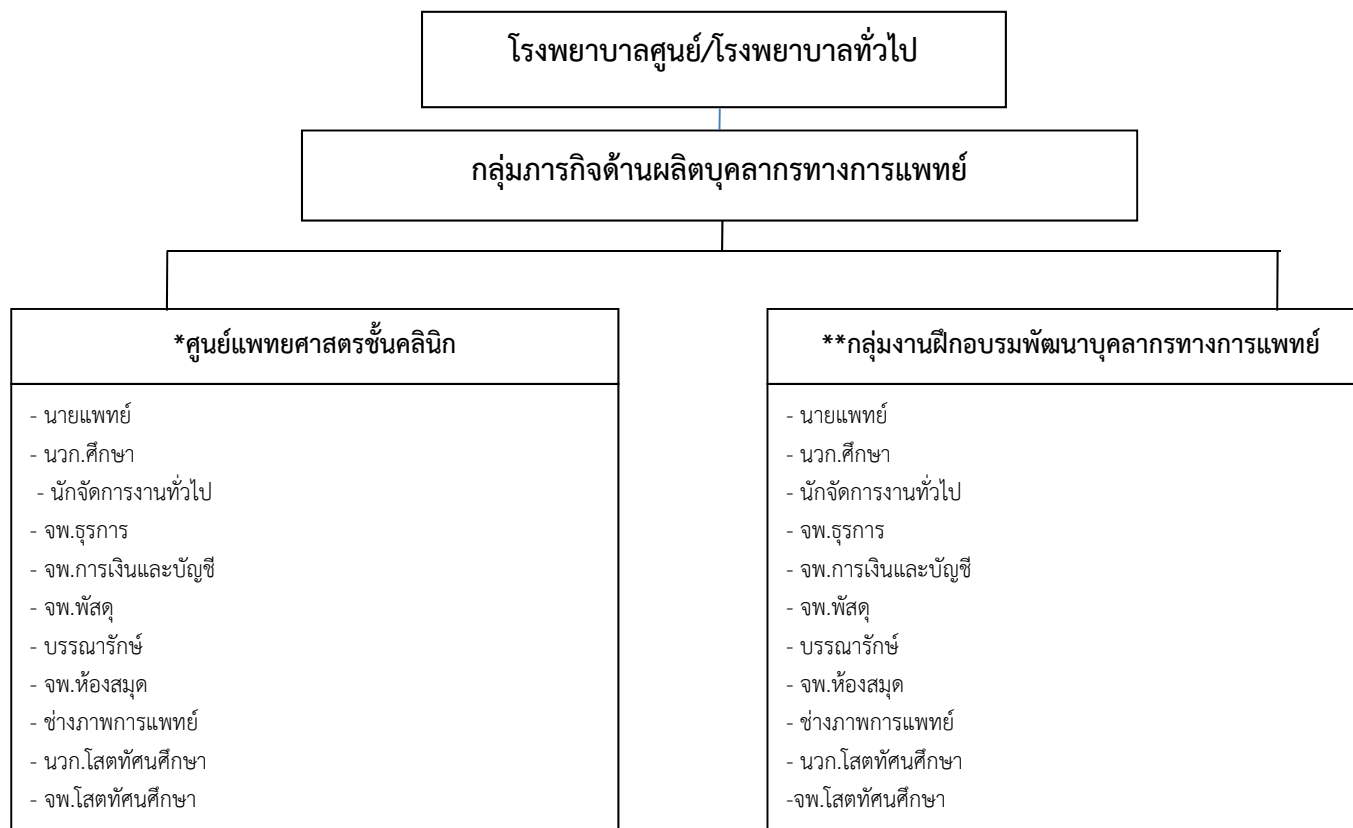 โรงพยาบาลศูนย์/โรงพยาบาลทั่วไป
กลุ่มภารกิจด้านผลิตบุคลากรทางการแพทย์
*ศูนย์แพทยศาสตรชั้นคลินิก
- นายแพทย์
- นวก.ศึกษา
- นักจัดการงานทั่วไป
- จพ.ธุรการ
- จพ.การเงินและบัญชี
- จพ.พัสดุ
- บรรณารักษ์
- จพ.ห้องสมุด
- ช่างภาพการแพทย์
- นวก.โสตทัศนศึกษา
- จพ.โสตทัศนศึกษา
**กลุ่มงานฝึกอบรมพัฒนาบุคลากรทางการแพทย์
- นายแพทย์
- นวก.ศึกษา
- นักจัดการงานทั่วไป
- จพ.ธุรการ
- จพ.การเงินและบัญชี
- จพ.พัสดุ
- บรรณารักษ์
- จพ.ห้องสมุด
- ช่างภาพการแพทย์
- นวก.โสตทัศนศึกษา
-จพ.โสตทัศนศึกษา